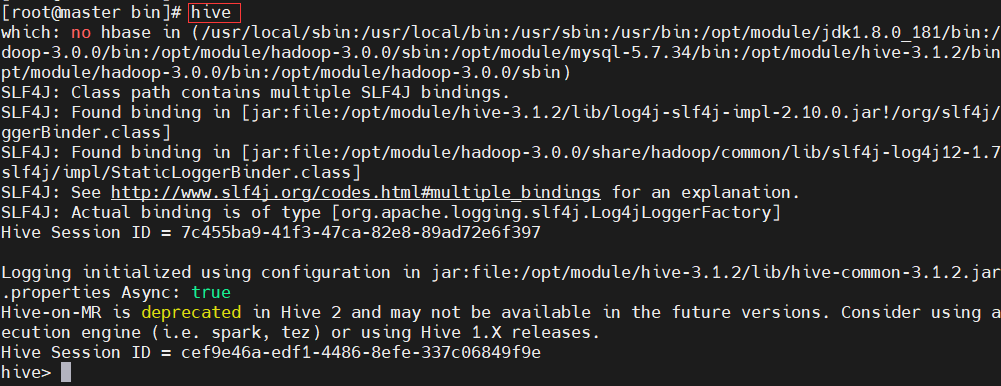 [root@master bin]# hive
which: no hbase in (/usr/local/sbin:/usr/local/bin:/usr/sbin:/usr/bin:/opt/module/jdk1.8.0_181/bin:/
doop-3.0.0/bin:/opt/module/hadoop-3.0.0/sbin:/opt/module/mysql-5.7.34/bin:/opt/module/hive-3.1.2/bin
pt/module/hadoop-3.0.0/bin:/opt/module/hadoop-3.0.0/sbin)
SLF4J: Class path contains multiple SLF4J bindings.
SLF4J: Found binding in [jar:file:/opt/module/hive-3.1.2/lib/log4j-slf4j-impl-2.10.0.jar!/org/slf4j/
ggerBinder.class]
SLF4J: Found binding in [jar:file:/opt/module/hadoop-3.0.0/share/hadoop/common/lib/slf4j-log4j12-1.7
slf4j/impl/StaticLoggerBinder.class]
SLF4J: See http://www.slf4j.org/codes.html#multiple_bindings for an explanation.
SLF4J: Actual binding is of type [org.apache.logging.slf4j.Log4jLoggerFactory]
Hive Session ID = 7c455ba9-41f3-47ca-82e8-89ad72e6f397
Logging initialized using configuration in jar:file:/opt/module/hive-3.1.2/lib/hive-common-3.1.2.jar
.properties Async: true
Hive-on-MR is deprecated in Hive 2 and may not be available in the future versions. Consider using a
ecution engine (i.e. spark, tez) or using Hive 1.X releases.
Hive Session ID = cef9e46a-edf1-4486-8efe-337c06849f9e
hive>